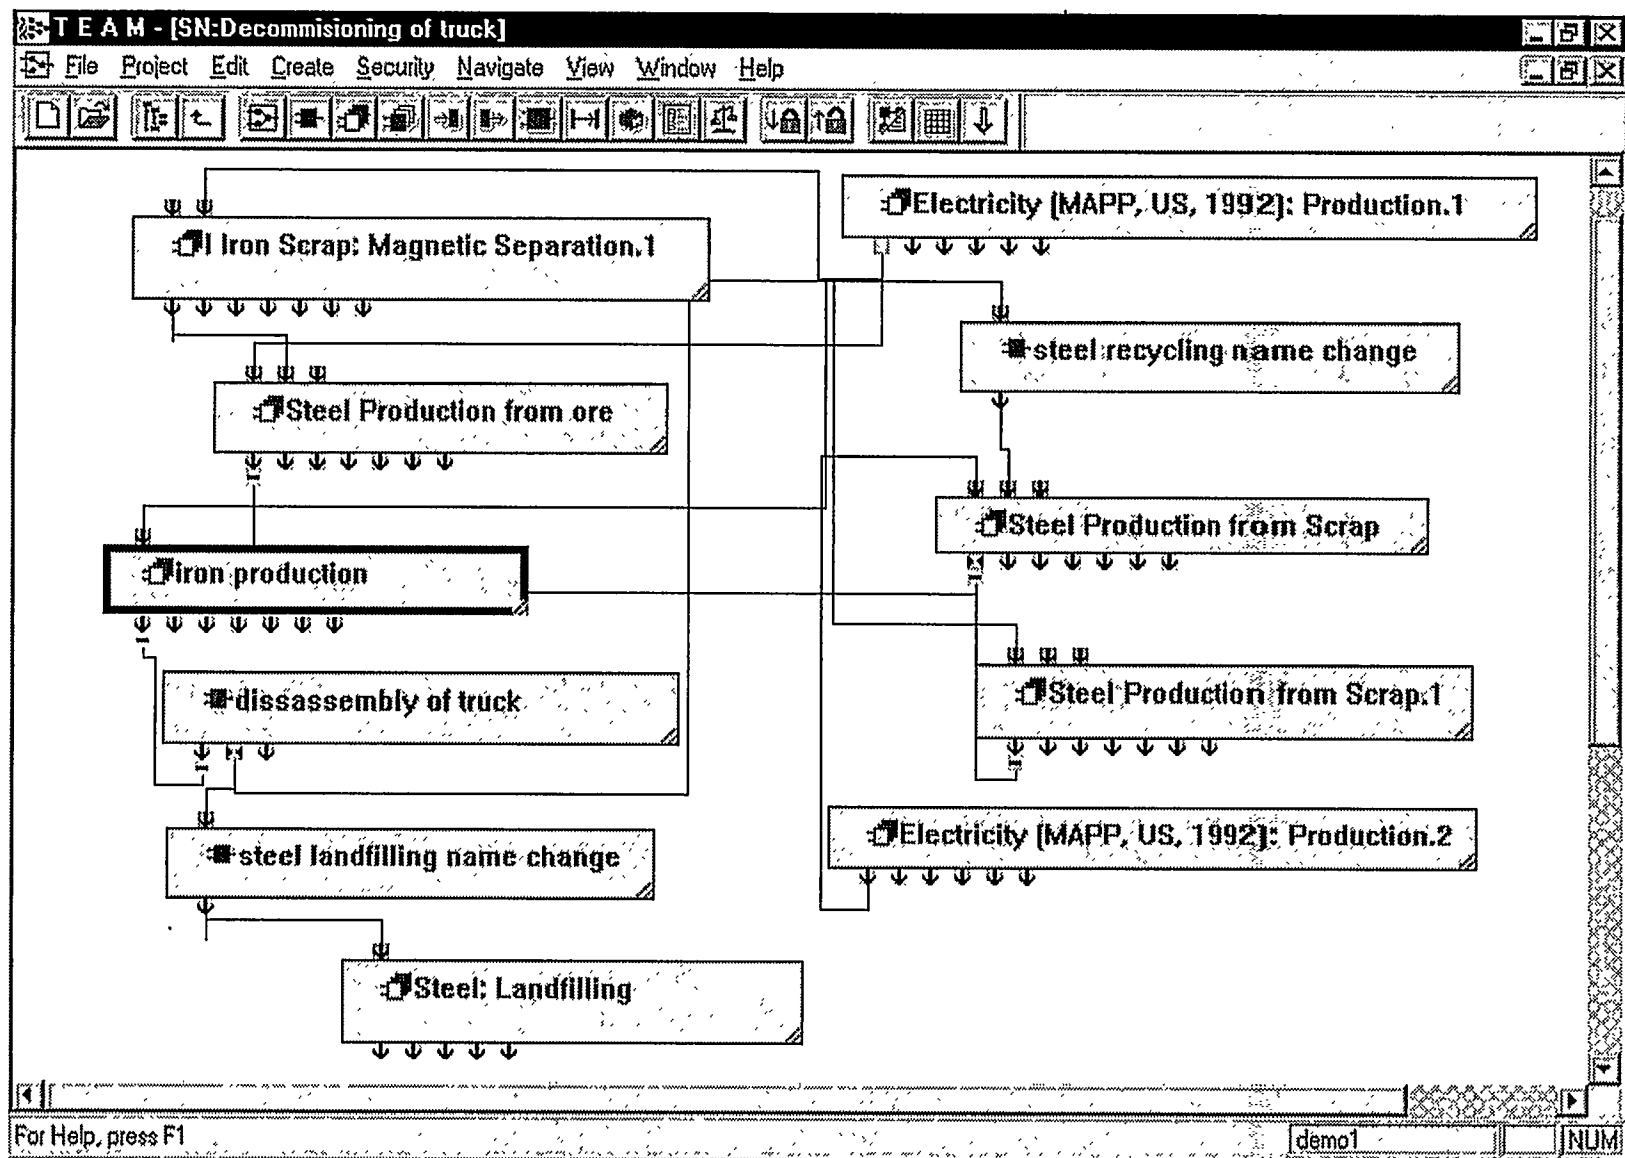 T E A M - [SN:Decommisioning of truck]
File Project Edit Create Security Navigate View Window Help
Electricity (MAPP, US, 1992): Production.1
I Iron Scrap: Magnetic Separation.1
steel recycling name change
Steel Production from ore
Steel Production from Scrap
iron production
Steel Production from Scrap.1
dissassembly of truck
Electricity (MAPP, US, 1992): Production.2
steel landfilling name change
Steel: Landfilling
For Help, press F1 demo1 NUM